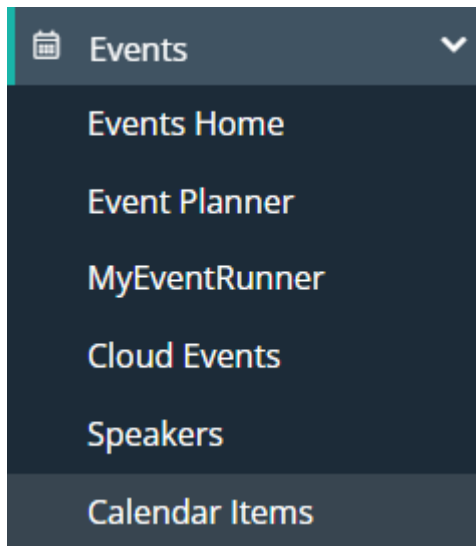 Events
Events Home
Event Planner
MyEventRunner
Cloud Events
Speakers
Calendar Items